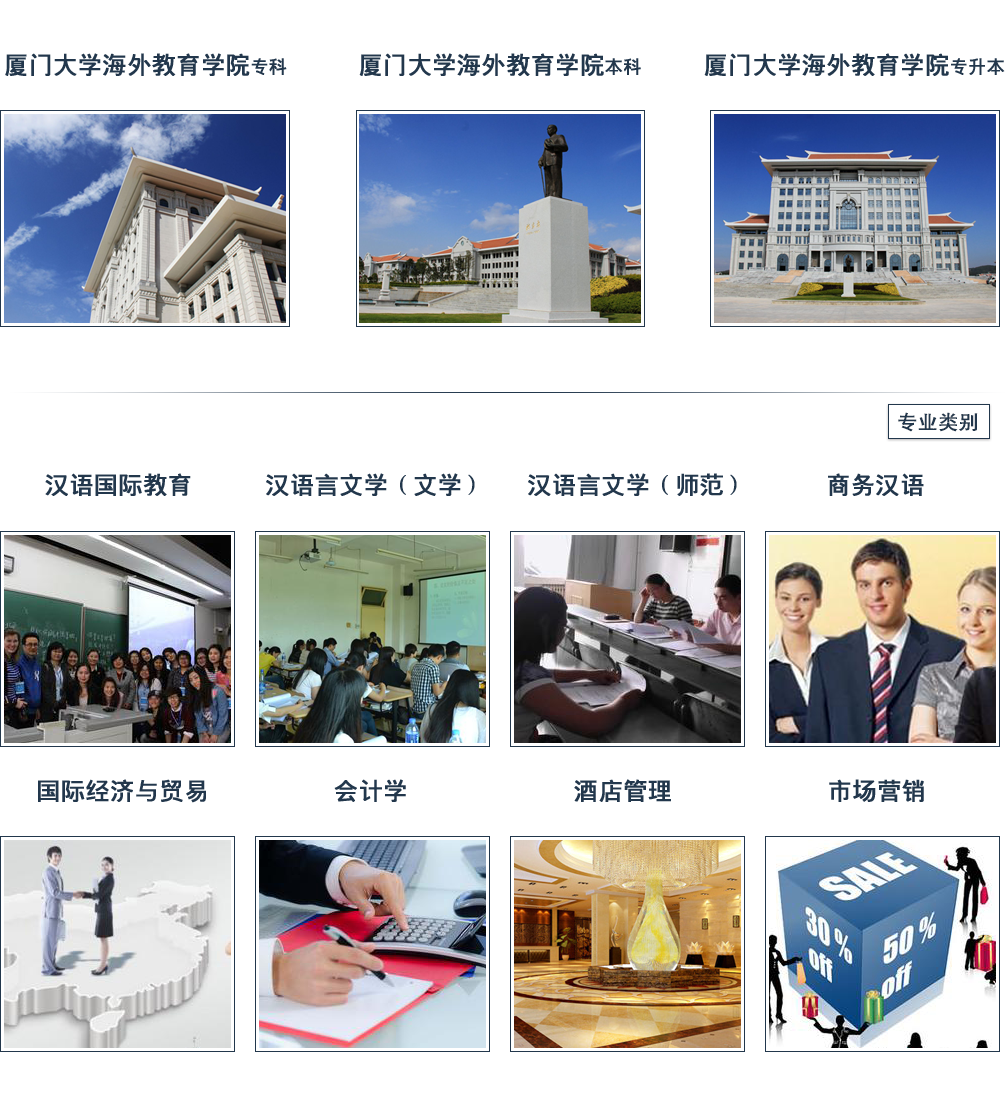 厦门大学海外教育学院专科
厦门大学海外教育学院本科
厦门大学海外教育学院专升本
专业类别
汉语国际教育
汉语言文学（文学）
汉语言文学（师范）
商务汉语
国际经济与贸易
会计学
酒店管理
市场营销
SALE
30%
off
50%
off